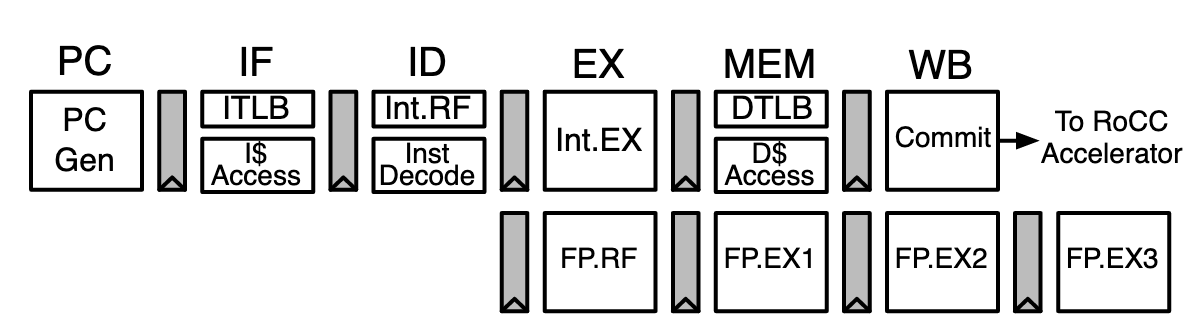 PC
IF
ID
EX
MEM
WB
PC
Gen
ITLB
I$
Access
Int.RF
Inst
Decode
Int.EX
DTLB
D$
Access
Commit
To RoCC
Accelerator
FP.RF
FP.EX1
FP.EX2
FP.EX3